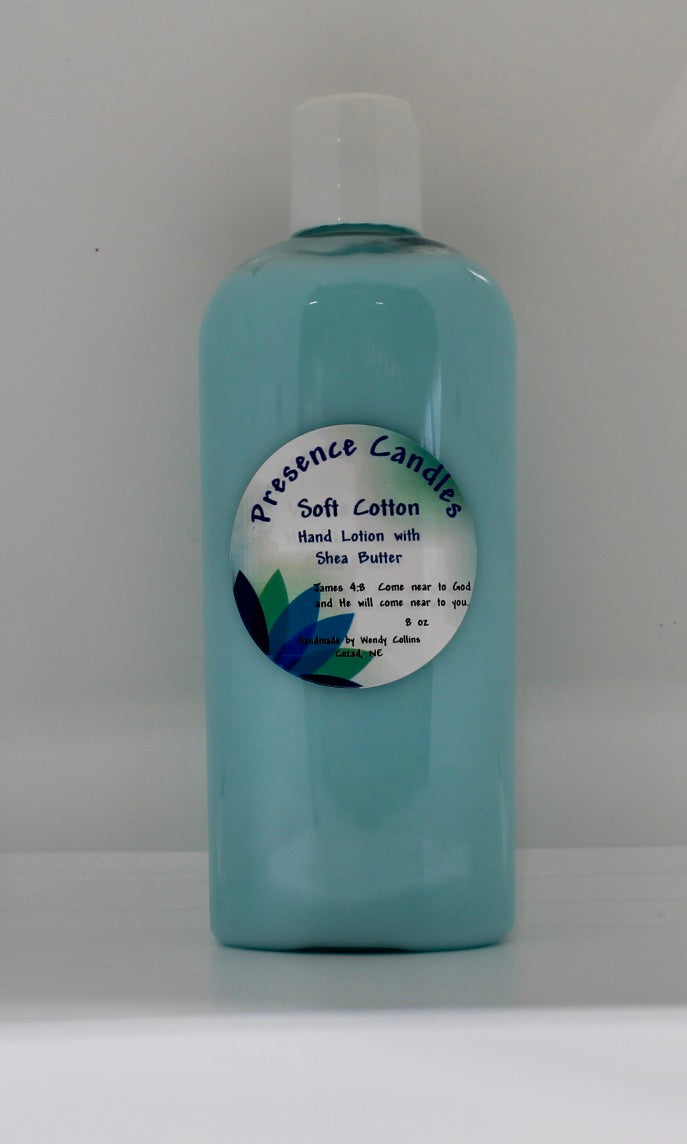 Presence Candles
Soft Cotton
Hand Lotion with
Shea Butter
James 4:8 Come near to God
and He will come near to you.
8 oz
Handmade by Wendy Collins
Cozad, NE